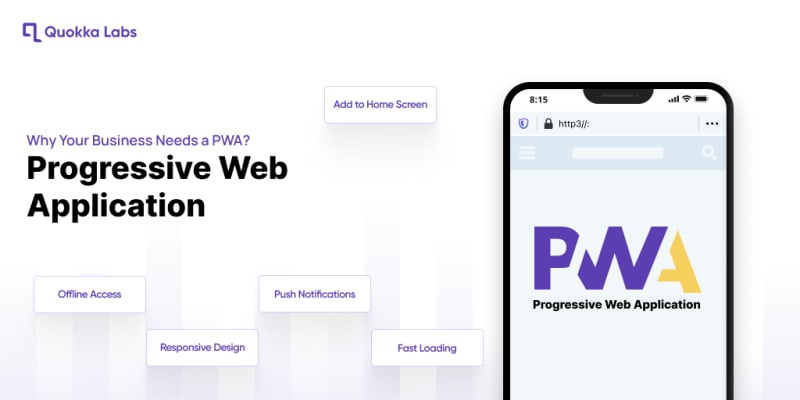 Quokka Labs
Add to Home Screen
Why Your Business Needs a PWA?
Progressive Web
Application
Offline Access
Push Notifications
Responsive Design
Fast Loading
8:15
http3//:
PWA
Progressive Web Application